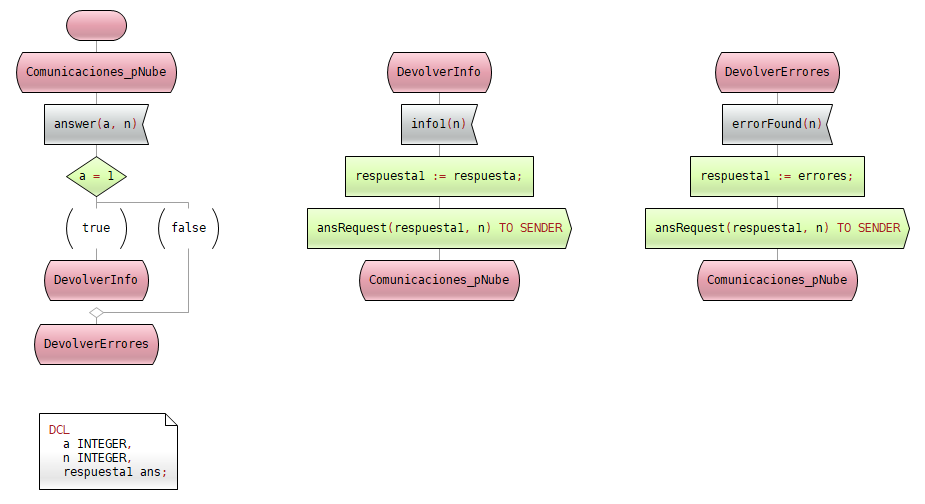 Comunicaciones_pNube
answer(a, n)
a = 1
true
false
DevolverInfo
DevolverErrores
DCL
a INTEGER,
n INTEGER,
respuesta1 ans;
DevolverInfo
info1(n)
respuesta1 := respuesta;
ansRequest(respuesta1, n) TO SENDER
Comunicaciones_pNube
DevolverErrores
errorFound(n)
respuesta1 := errores;
ansRequest(respuesta1, n) TO SENDER
Comunicaciones_pNube